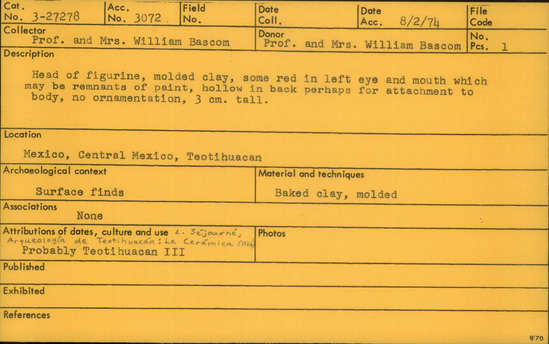 Cat. No. 3-27278 Acc. No. 3072 Field No. Date Coll. Date Acc. 8/2/74 File Code
Collector Prof. and Mrs. William Bascom Donor Prof. and Mrs. William Bascom No. Pcs. 1
Description
Head of figurine, molded clay, some red in left eye and mouth which
may be remnants of paint, hollow in back perhaps for attachment to
body, no ornamentation, 3 cm. tall.
Location
Mexico, Central Mexico, Teotihuacan
Archaeological context
Surface finds
Material and techniques
Baked clay, molded
Associations
None
Attributions of dates, culture and use L. Séjourné,
Arqueología de Teotihuacán: La Cerámica
Probably Teotihuacan III
Photos
Published
Exhibited
References
8/70